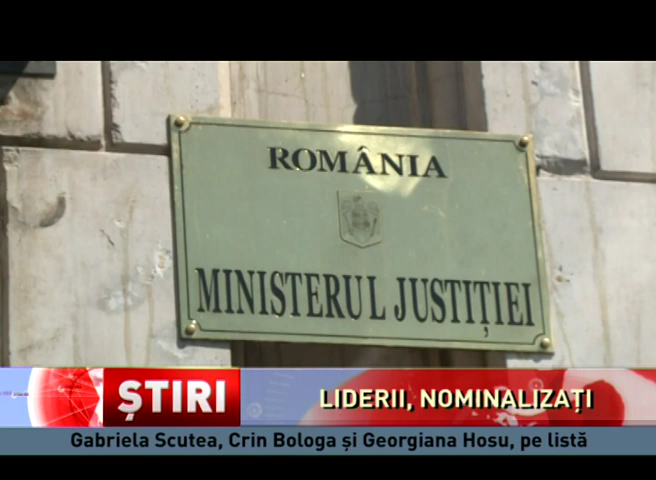 ROMÂNIA
MINISTERUL JUSTIȚIEI
ȘTIRI
LIDERII, NOMINALIZAȚI
Gabriela Scutea, Crin Bologa și Georgiana Hosu, pe listă